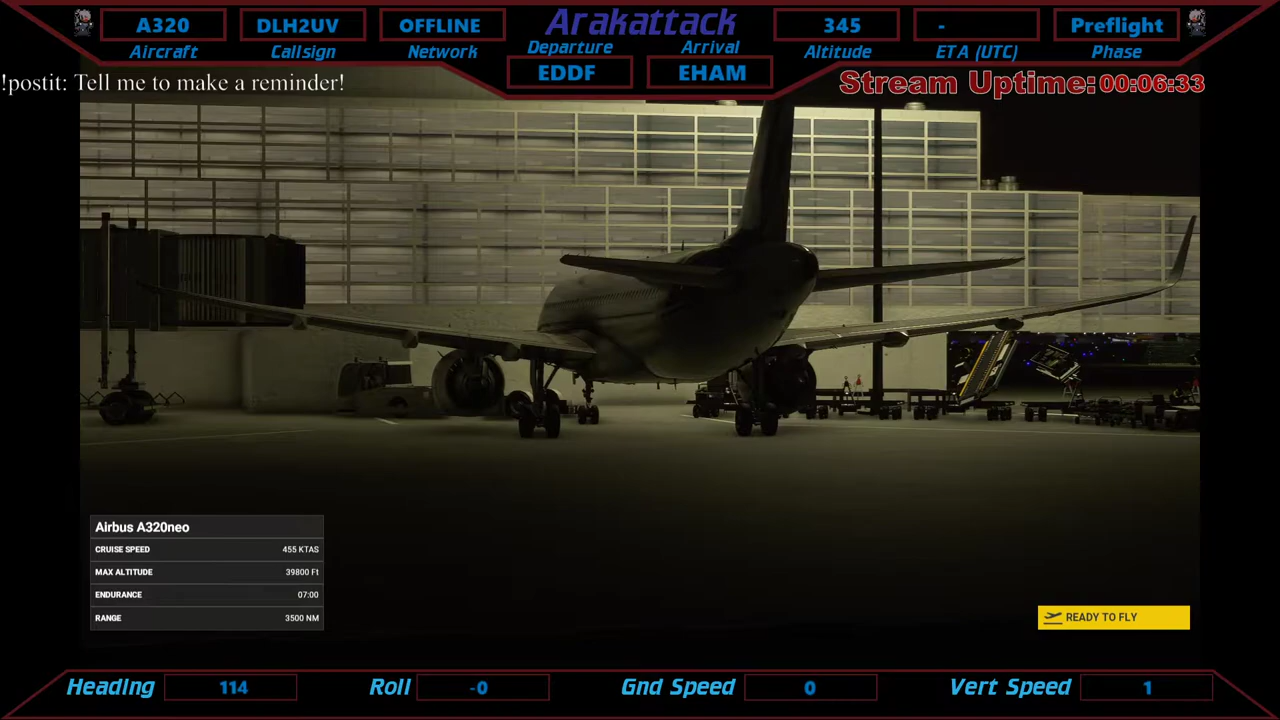 A320
Aircraft
DLH2UV
Callsign
OFFLINE
Network
Arakattack
Departure
EDDF
Arrival
EHAM
345
Altitude
-
ETA (UTC)
Preflight
Phase
!postit: Tell me to make a reminder!
Stream Uptime: 00:06:33
Airbus A320neo
CRUISE SPEED 455 KTAS
MAX ALTITUDE 39800 Ft
ENDURANCE 07:00
RANGE 3500 NM
READY TO FLY
Heading 114
Roll -0
Gnd Speed 0
Vert Speed 1